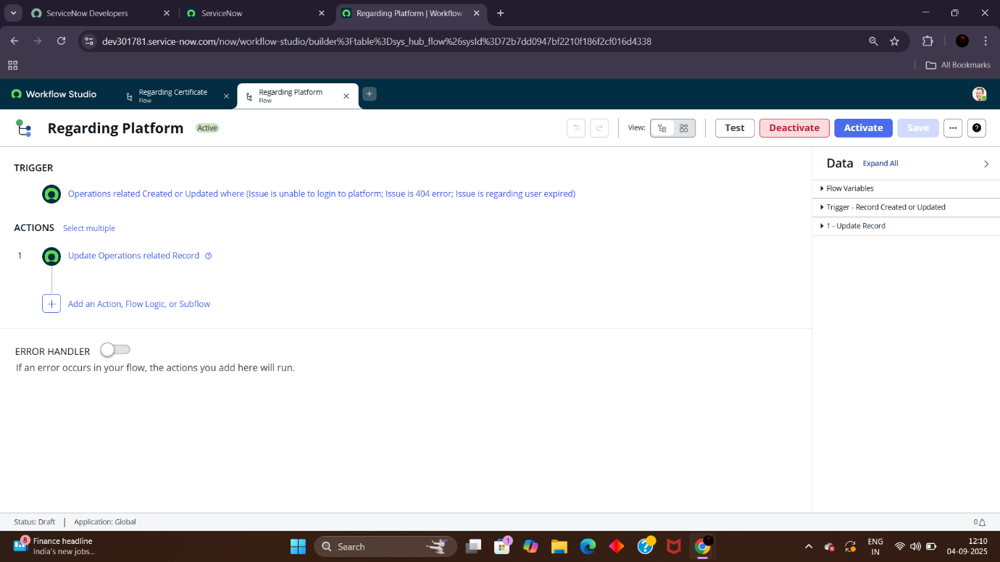 ServiceNow Developers
ServiceNow
Regarding Platform | Workflow
dev301781.service-now.com/now/workflow-studio/builder%3Ftable%3Dsys_hub_flow%26sysId%3D72b7dd0947bf2210f186f2cf016d4338
All Bookmarks
Workflow Studio
Regarding Certificate
Flow
Regarding Platform
Flow
Regarding Platform
Active
View:
Test
Deactivate
Activate
Save
TRIGGER
Operations related Created or Updated where (Issue is unable to login to platform; Issue is 404 error; Issue is regarding user expired)
ACTIONS
Select multiple
1
Update Operations related Record
Add an Action, Flow Logic, or Subflow
ERROR HANDLER
If an error occurs in your flow, the actions you add here will run.
Data
Expand All
Flow Variables
Trigger - Record Created or Updated
1 - Update Record
Status: Draft | Application: Global
0
8
Finance headline
India's new jobs...
Search
1
ENG
IN
12:10
04-09-2025